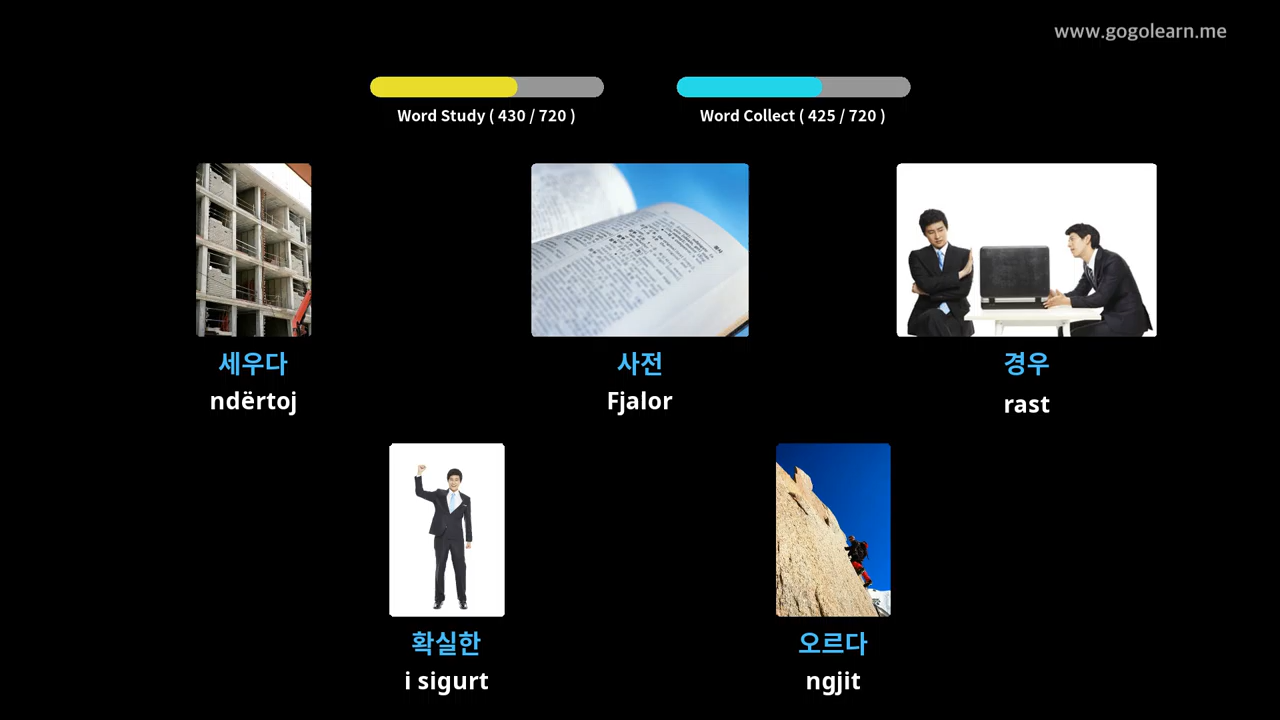 www.gogolearn.me
Word Study ( 430 / 720 )
Word Collect ( 425 / 720 )
세우다
ndërtoj
사전
Fjalor
경우
rast
확실한
i sigurt
오르다
ngjit